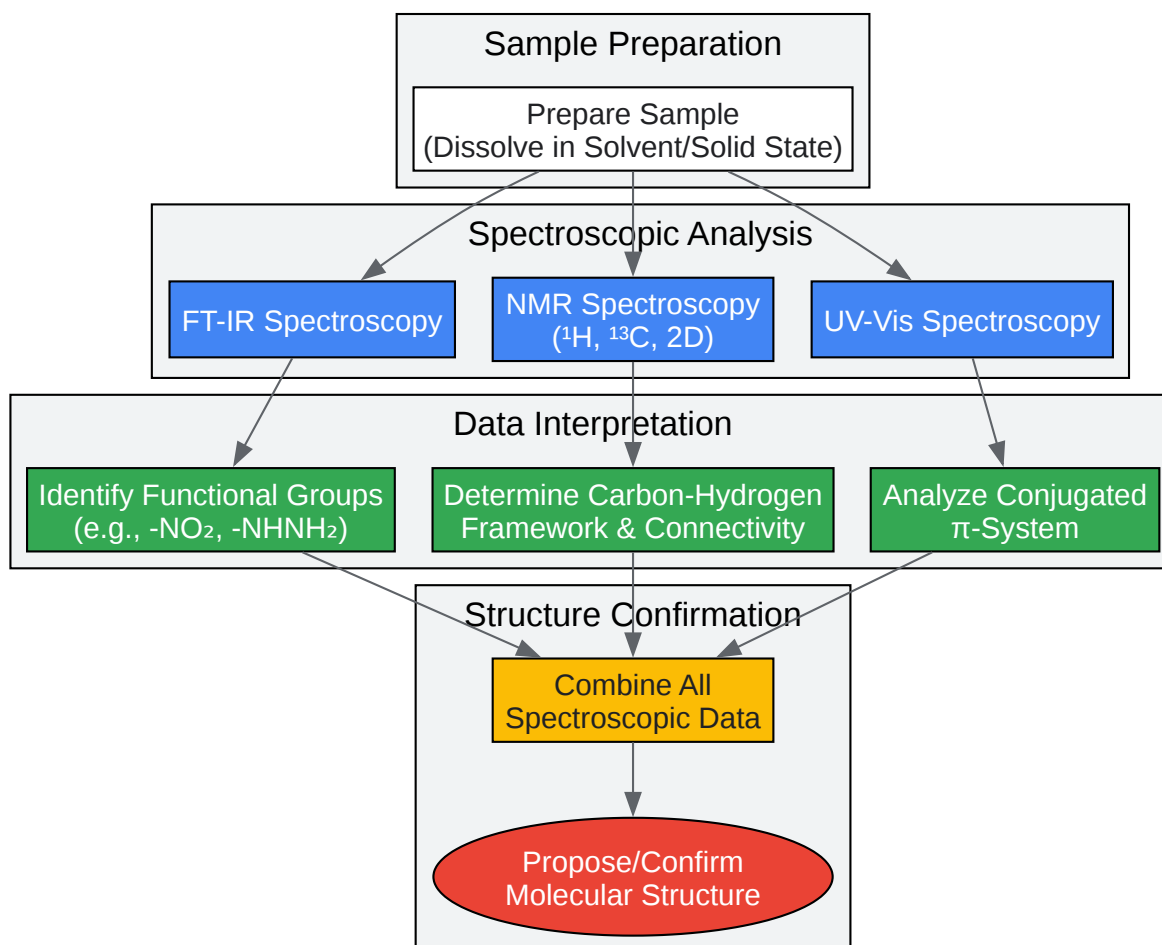 Sample Preparation
Prepare Sample
(Dissolve in Solvent/Solid State)
Spectroscopic Analysis
FT-IR Spectroscopy
NMR Spectroscopy
(¹H, ¹³C, 2D)
UV-Vis Spectroscopy
Data Interpretation
Identify Functional Groups
(e.g., -NO₂, -NHNH₂)
Determine Carbon-Hydrogen
Framework & Connectivity
Analyze Conjugated
π-System
Structure Confirmation
Combine All
Spectroscopic Data
Propose/Confirm
Molecular Structure